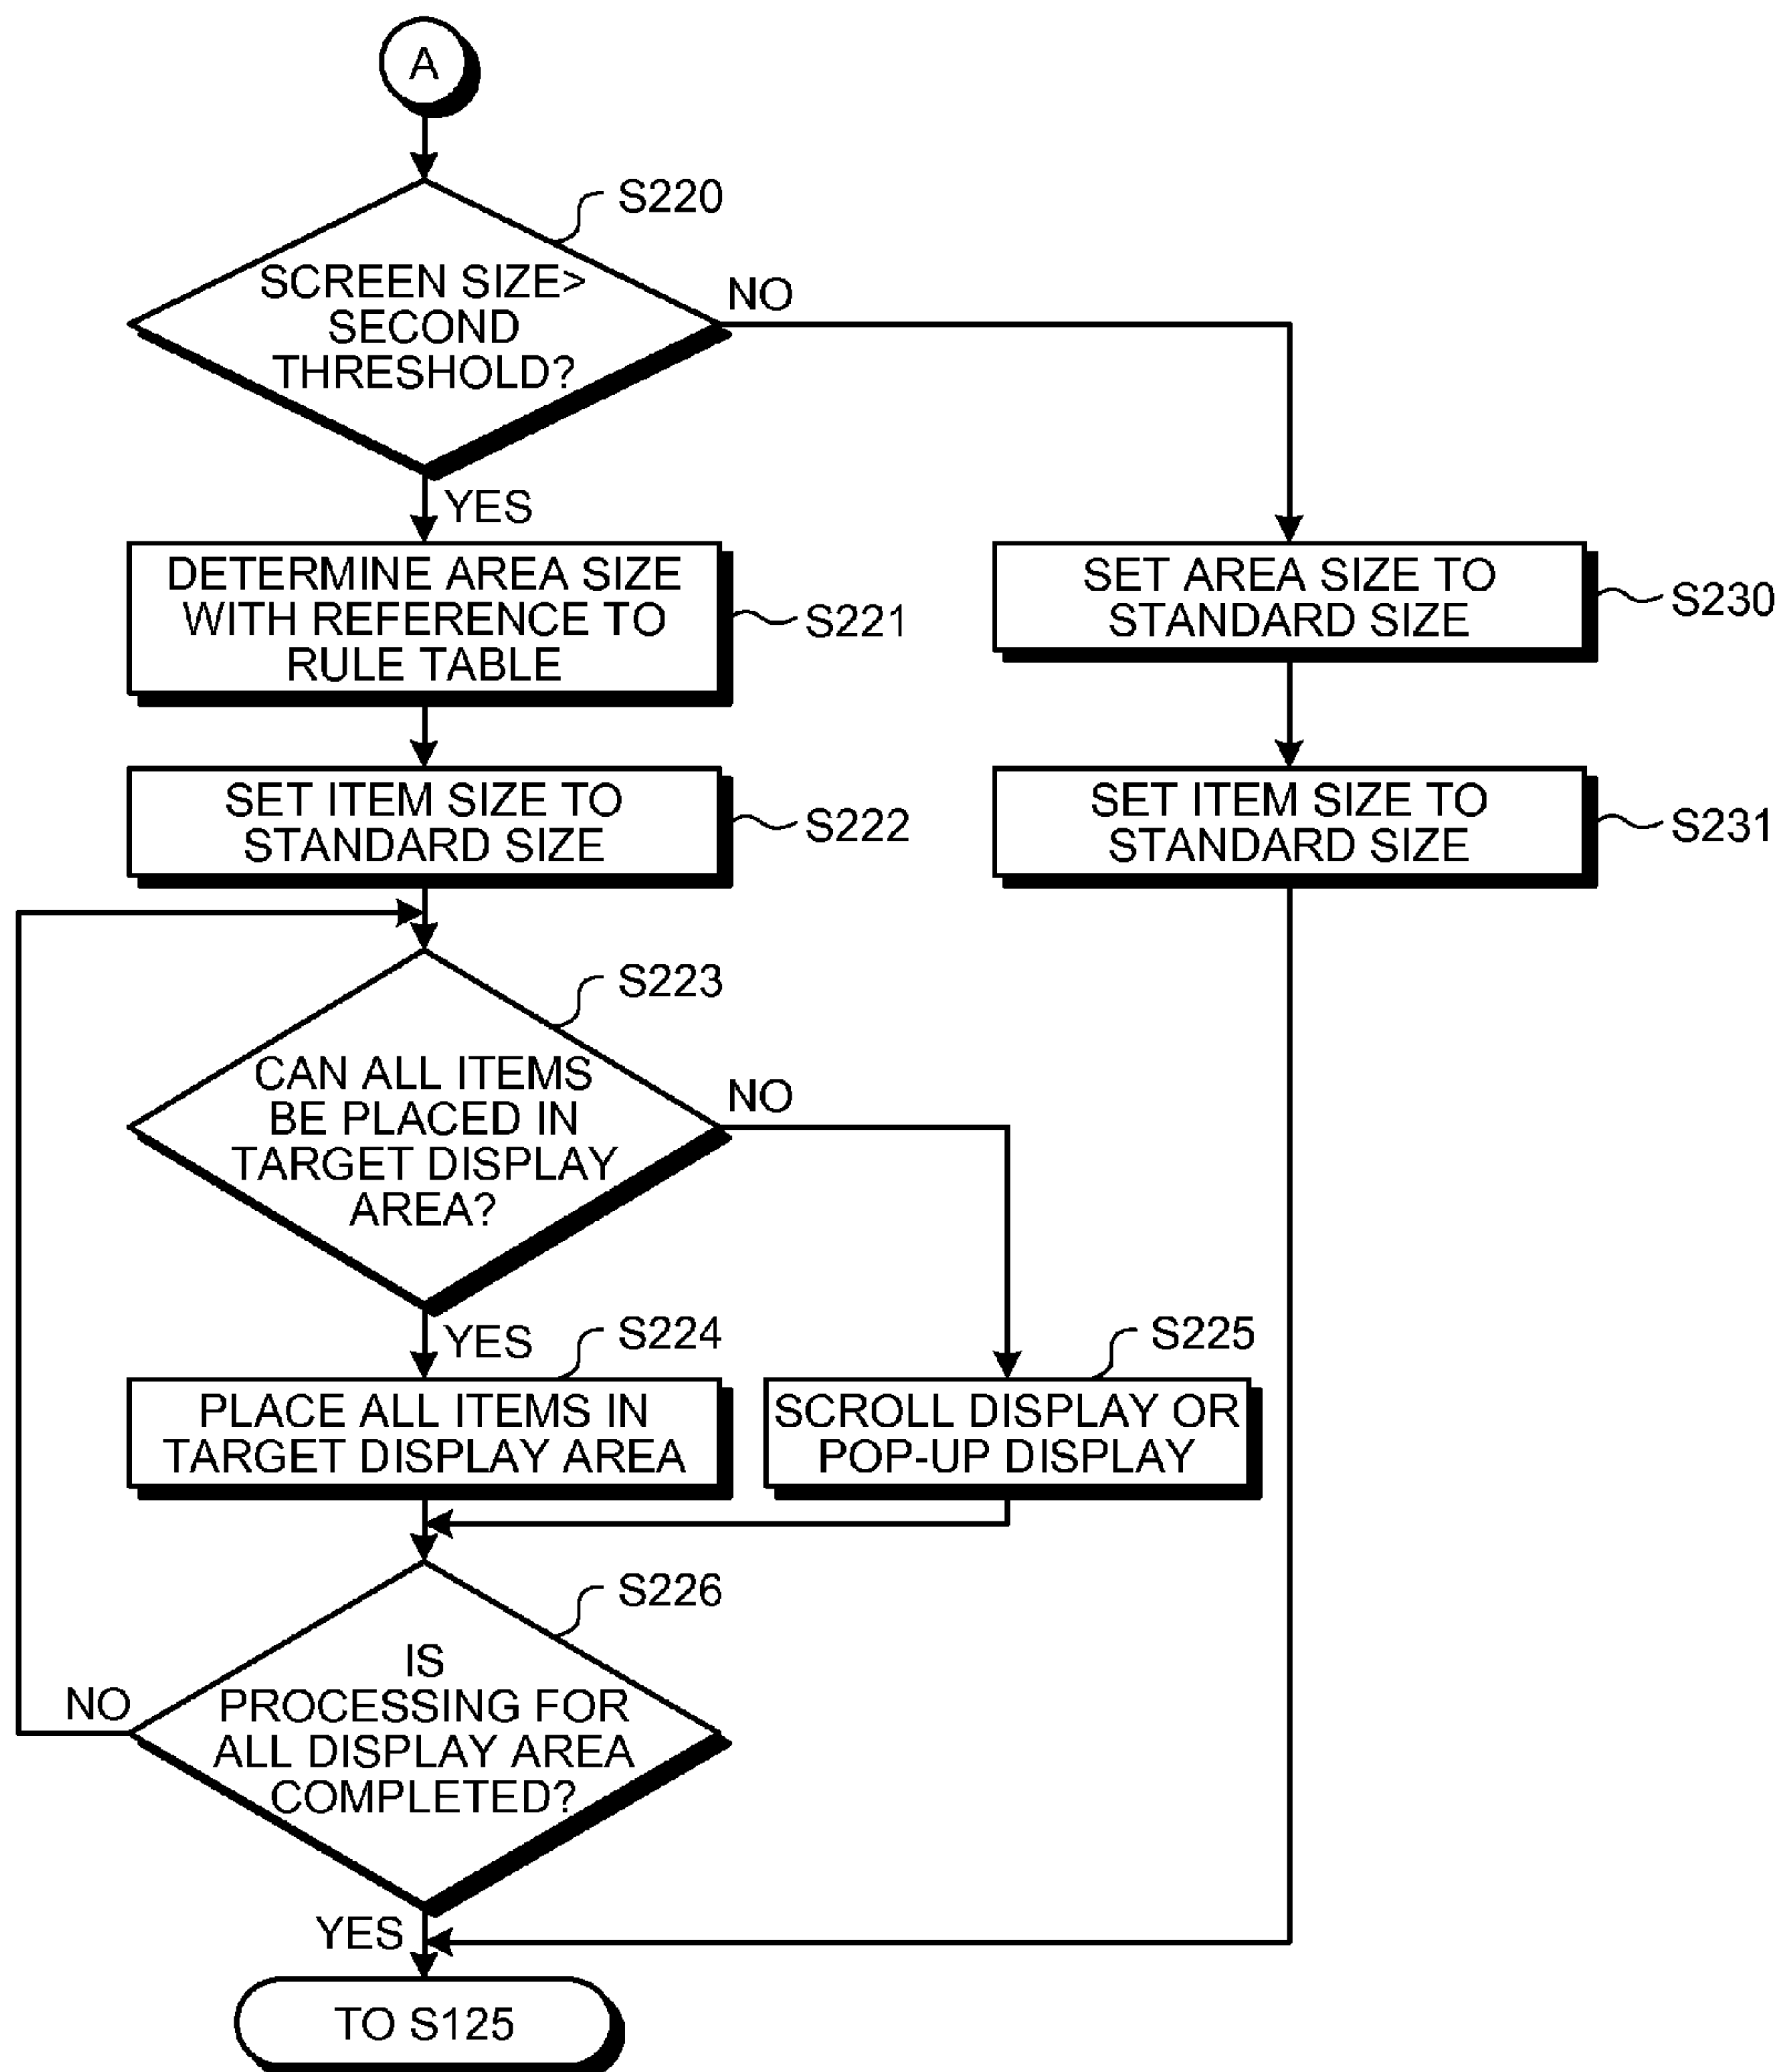 A
S220
SCREEN SIZE>
SECOND
THRESHOLD?
NO
YES
DETERMINE AREA SIZE
WITH REFERENCE TO
RULE TABLE
S221
SET AREA SIZE TO
STANDARD SIZE
S230
SET ITEM SIZE TO
STANDARD SIZE
S222
SET ITEM SIZE TO
STANDARD SIZE
S231
S223
CAN ALL ITEMS
BE PLACED IN
TARGET DISPLAY
AREA?
NO
YES
S224
PLACE ALL ITEMS IN
TARGET DISPLAY AREA
S225
SCROLL DISPLAY OR
POP-UP DISPLAY
S226
IS
PROCESSING FOR
ALL DISPLAY AREA
COMPLETED?
NO
YES
TO S125